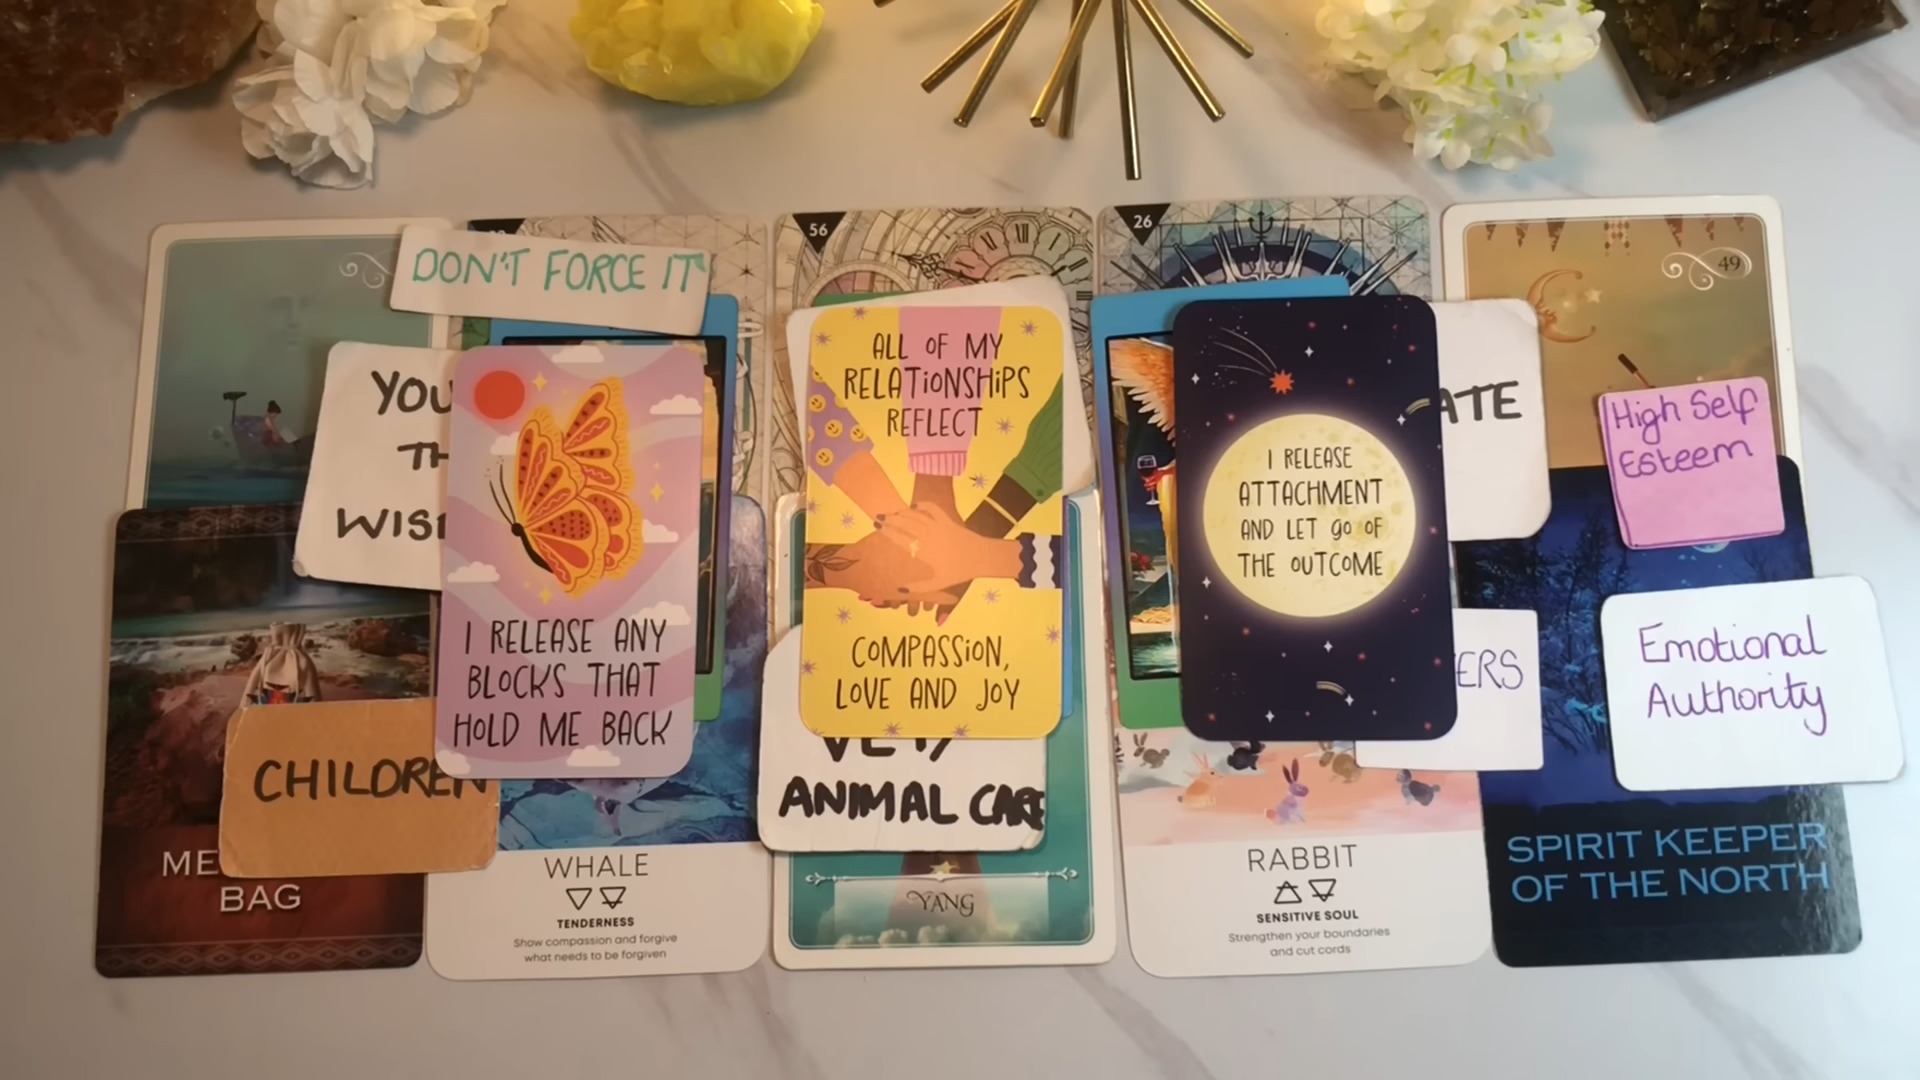 56
26
49
DON'T FORCE IT
YOU
WIS
CHILDREN
BAG
I RELEASE ANY
BLOCKS THAT
HOLD ME BACK
WHALE
TENDERNESS
Show compassion and forgive
what needs to be forgiven
ALL OF MY
RELATIONSHIPS
REFLECT
COMPASSION,
LOVE AND JOY
ANIMAL CARE
YANG
I RELEASE
ATTACHMENT
AND LET go OF
THE OUTCOME
ATE
ERS
RABBIT
SENSITIVE SOUL
Strengthen your boundaries
and cut cords
High Self
Esteem
Emotional
Authority
SPIRIT KEEPER
OF THE NORTH